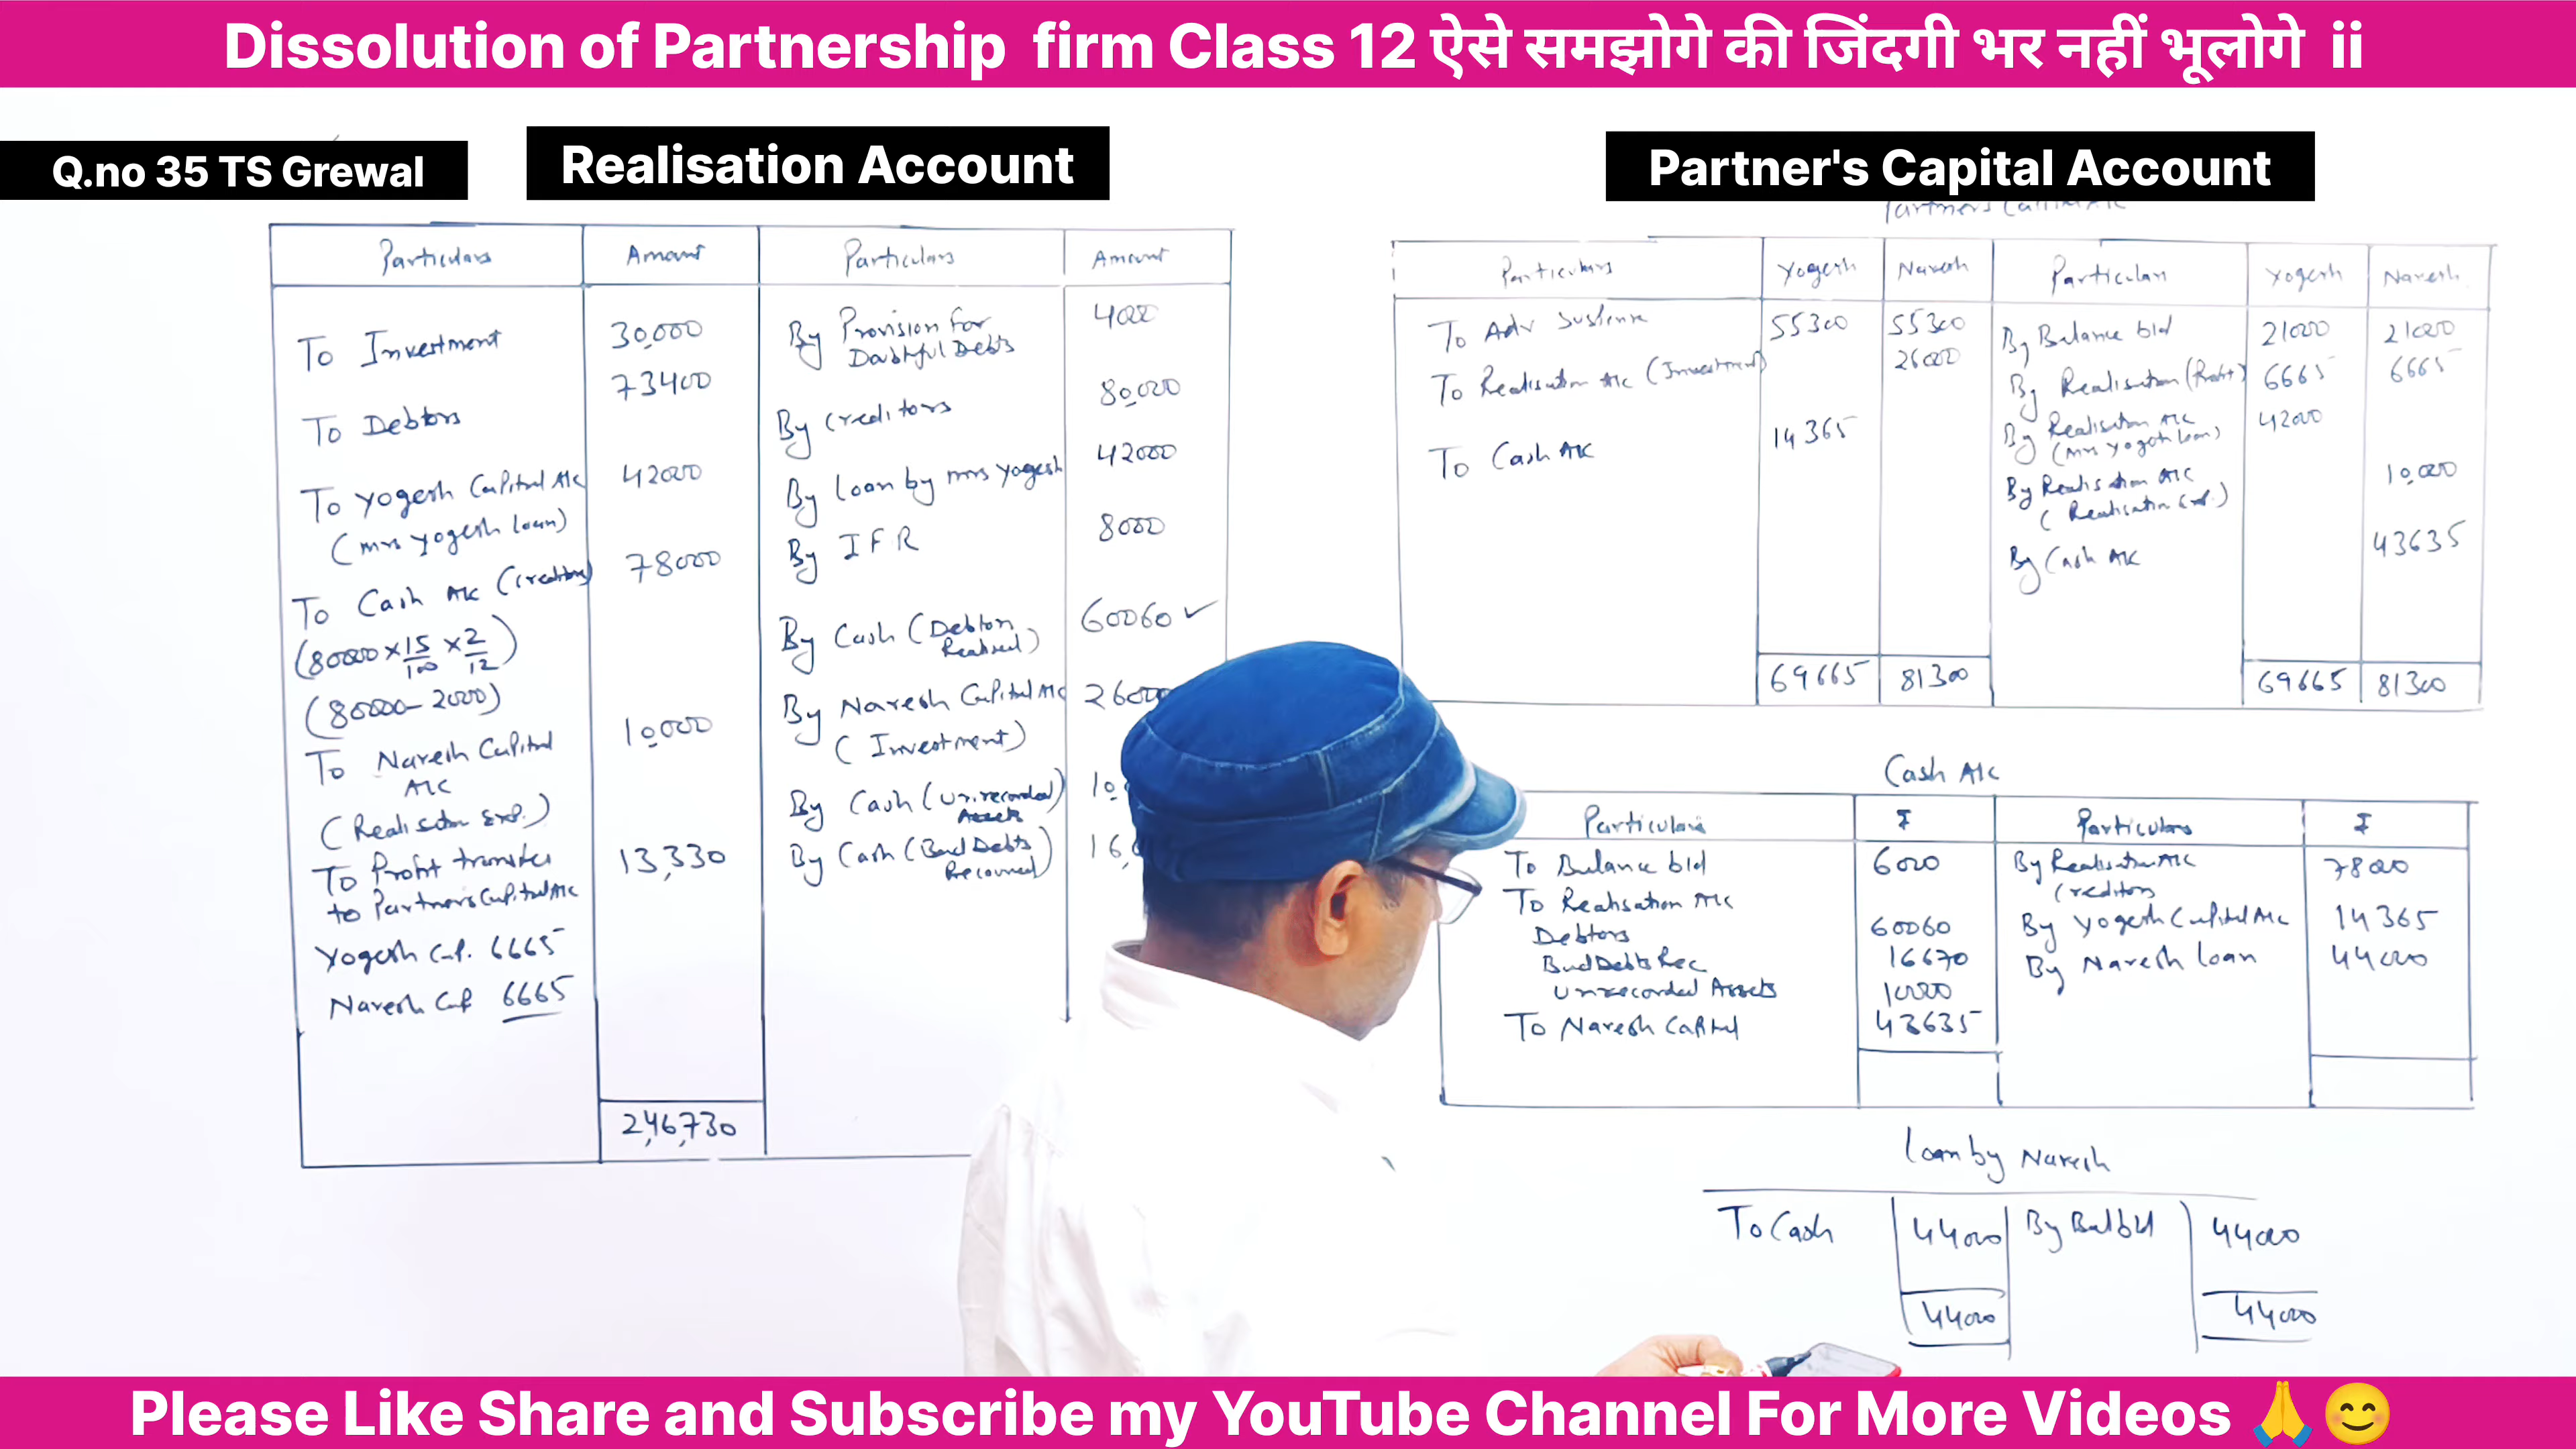 Dissolution of Partnership firm Class 12 ऐसे समझोगे की जिंदगी भर नहीं भूलोगे ii
Q.no 35 TS Grewal
Realisation Account
Particulars Amount Particulars Amount
To Investment 30,000 By Provision for Doubtful Debts 4000
To Debtors 73400 By Creditors 80,000
To Yogesh Capital A/c 42000 By Loan by mrs Yogesh 42000
(mrs yogesh loan) By I F R 8000
To Cash A/c (creditors) 78000 By Cash (Debtors Realised) 60060 ✓
(80000 × 15/100 × 2/12)
(80000 - 2000) By Naresh Capital A/c 26000
To Naresh Capital A/c 10000 ( Investment)
(Realisation Exp.) By Cash (Unrecorded Assets) 10,
To Profit transfer 13,330 By Cash (Bad Debts Recovered) 16,
to Partners Capital A/c
Yogesh Cap. 6665
Naresh Cap 6665
2,46,730
Partner's Capital Account
Particulars Yogesh Naresh Particulars Yogesh Naresh
To Adv Suspense 55300 55300 By Balance b/d 21000 21000
To Realisation A/c (Investment) 26000 By Realisation (Profit) 6665 6665
To Cash A/c 14365 By Realisation A/c (mrs Yogesh loan) 42000
By Realisation A/c (Realisation Exp.) 10,000
By Cash A/c 43635
69665 81300 69665 81300
Cash A/c
Particulars ₹ Particulars ₹
To Balance b/d 6000 By Realisation A/c 78000
To Realisation A/c Creditors
Debtors 60060 By Yogesh Capital A/c 14365
Bad Debts Rec 16670 By Naresh loan 44000
Unrecorded Assets 10000
To Naresh Capital 43635
Loan by Naresh
To Cash 44000 By Bal b/d 44000
44000 44000
Please Like Share and Subscribe my YouTube Channel For More Videos 🙏😊